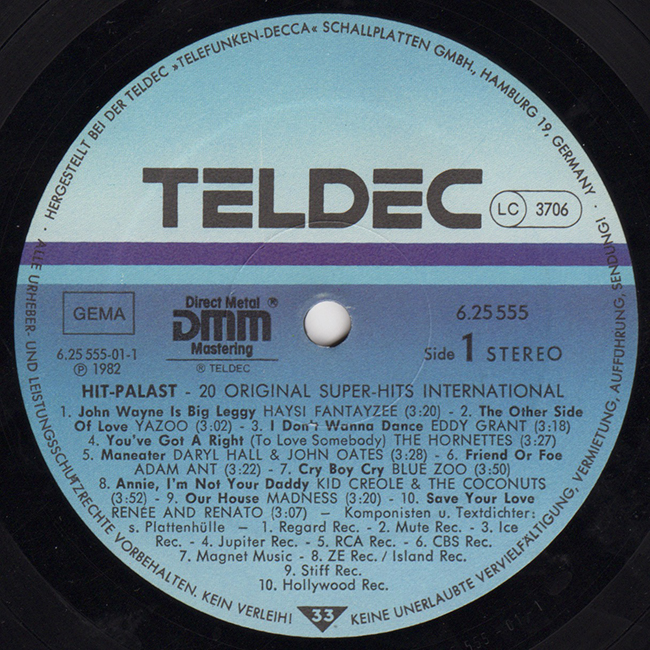 · HERGESTELLT BEI DER TELDEC »TELEFUNKEN-DECCA« SCHALLPLATTEN GMBH., HAMBURG 19, GERMANY ·
TELDEC
LC 3706
GEMA
6.25 555-01-1
Ⓟ 1982
Direct Metal ®
DMM
Mastering
® TELDEC
6.25 555
Side 1 STEREO
HIT-PALAST - 20 ORIGINAL SUPER-HITS INTERNATIONAL
1. John Wayne Is Big Leggy HAYSI FANTAYZEE (3:20) - 2. The Other Side
Of Love YAZOO (3:02) - 3. I Don't Wanna Dance EDDY GRANT (3:18)
4. You've Got A Right (To Love Somebody) THE HORNETTES (3:27)
5. Maneater DARYL HALL & JOHN OATES (3:28) - 6. Friend Or Foe
ADAM ANT (3:22) - 7. Cry Boy Cry BLUE ZOO (3:50)
8. Annie, I'm Not Your Daddy KID CREOLE & THE COCONUTS
(3:52) - 9. Our House MADNESS (3:20) - 10. Save Your Love
RENÉE AND RENATO (3:07) – Komponisten u. Textdichter:
s. Plattenhülle – 1. Regard Rec. - 2. Mute Rec. - 3. Ice
Rec. - 4. Jupiter Rec. - 5. RCA Rec. - 6. CBS Rec.
7. Magnet Music - 8. ZE Rec. / Island Rec.
9. Stiff Rec.
10. Hollywood Rec.
ALLE URHEBER- UND LEISTUNGSSCHUTZRECHTE VORBEHALTEN. KEIN VERLEIH! KEINE UNERLAUBTE VERVIELFÄLTIGUNG, VERMIETUNG, AUFFÜHRUNG, SENDUNG!
33